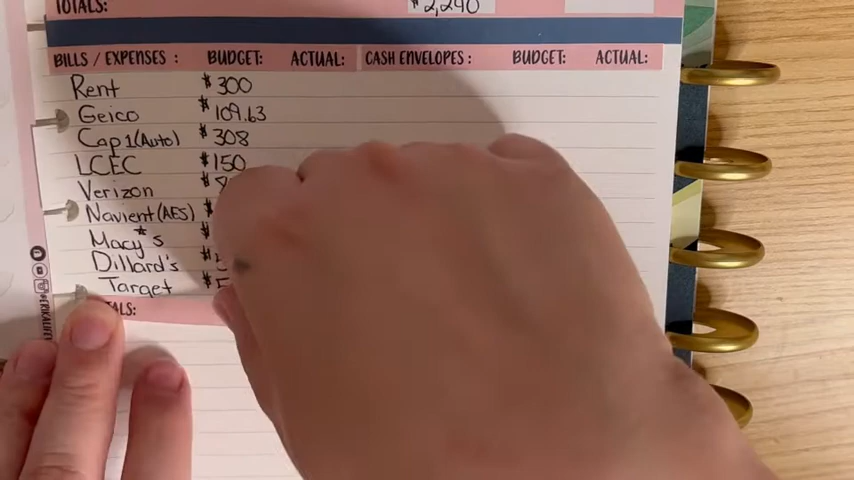 TOTALS: $2,290
BILLS / EXPENSES : BUDGET: ACTUAL: CASH ENVELOPES : BUDGET: ACTUAL:
Rent $300
Geico $109.63
Cap 1 (Auto) $308
LCEC $150
Verizon $
Navient (AES) $
Macy's $
Dillard's $
Target $